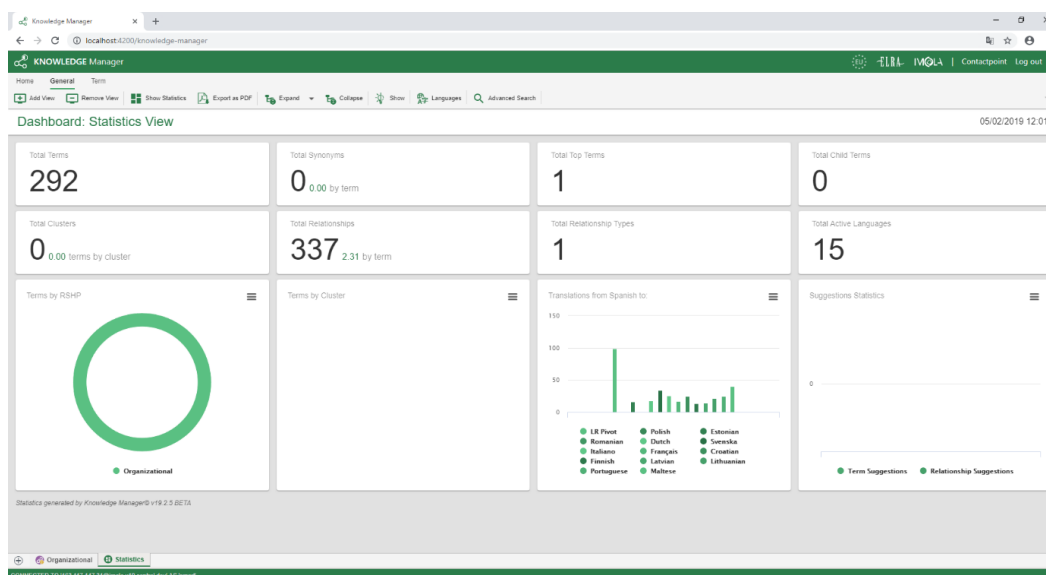 Knowledge Manager
localhost:4200/knowledge-manager
KNOWLEDGE Manager
EU ELRA IMOLA | Contactpoint Log out
Home General Term
Add View Remove View Show Statistics Export as PDF Expand Collapse Show Languages Advanced Search
Dashboard: Statistics View 05/02/2019 12:01
Total Terms
292
Total Synonyms
0 0.00 by term
Total Top Terms
1
Total Child Terms
0
Total Clusters
0 0.00 terms by cluster
Total Relationships
337 2.31 by term
Total Relationship Types
1
Total Active Languages
15
Terms by RSHP
Organizational
Terms by Cluster
Translations from Spanish to:
150
100
50
0
LR Pivot Polish Estonian
Romanian Dutch Svenska
Italiano Français Croatian
Finnish Latvian Lithuanian
Portuguese Maltese
Suggestions Statistics
0
Term Suggestions Relationship Suggestions
Statistics generated by Knowledge Manager© v19.2.5 BETA
Organizational Statistics